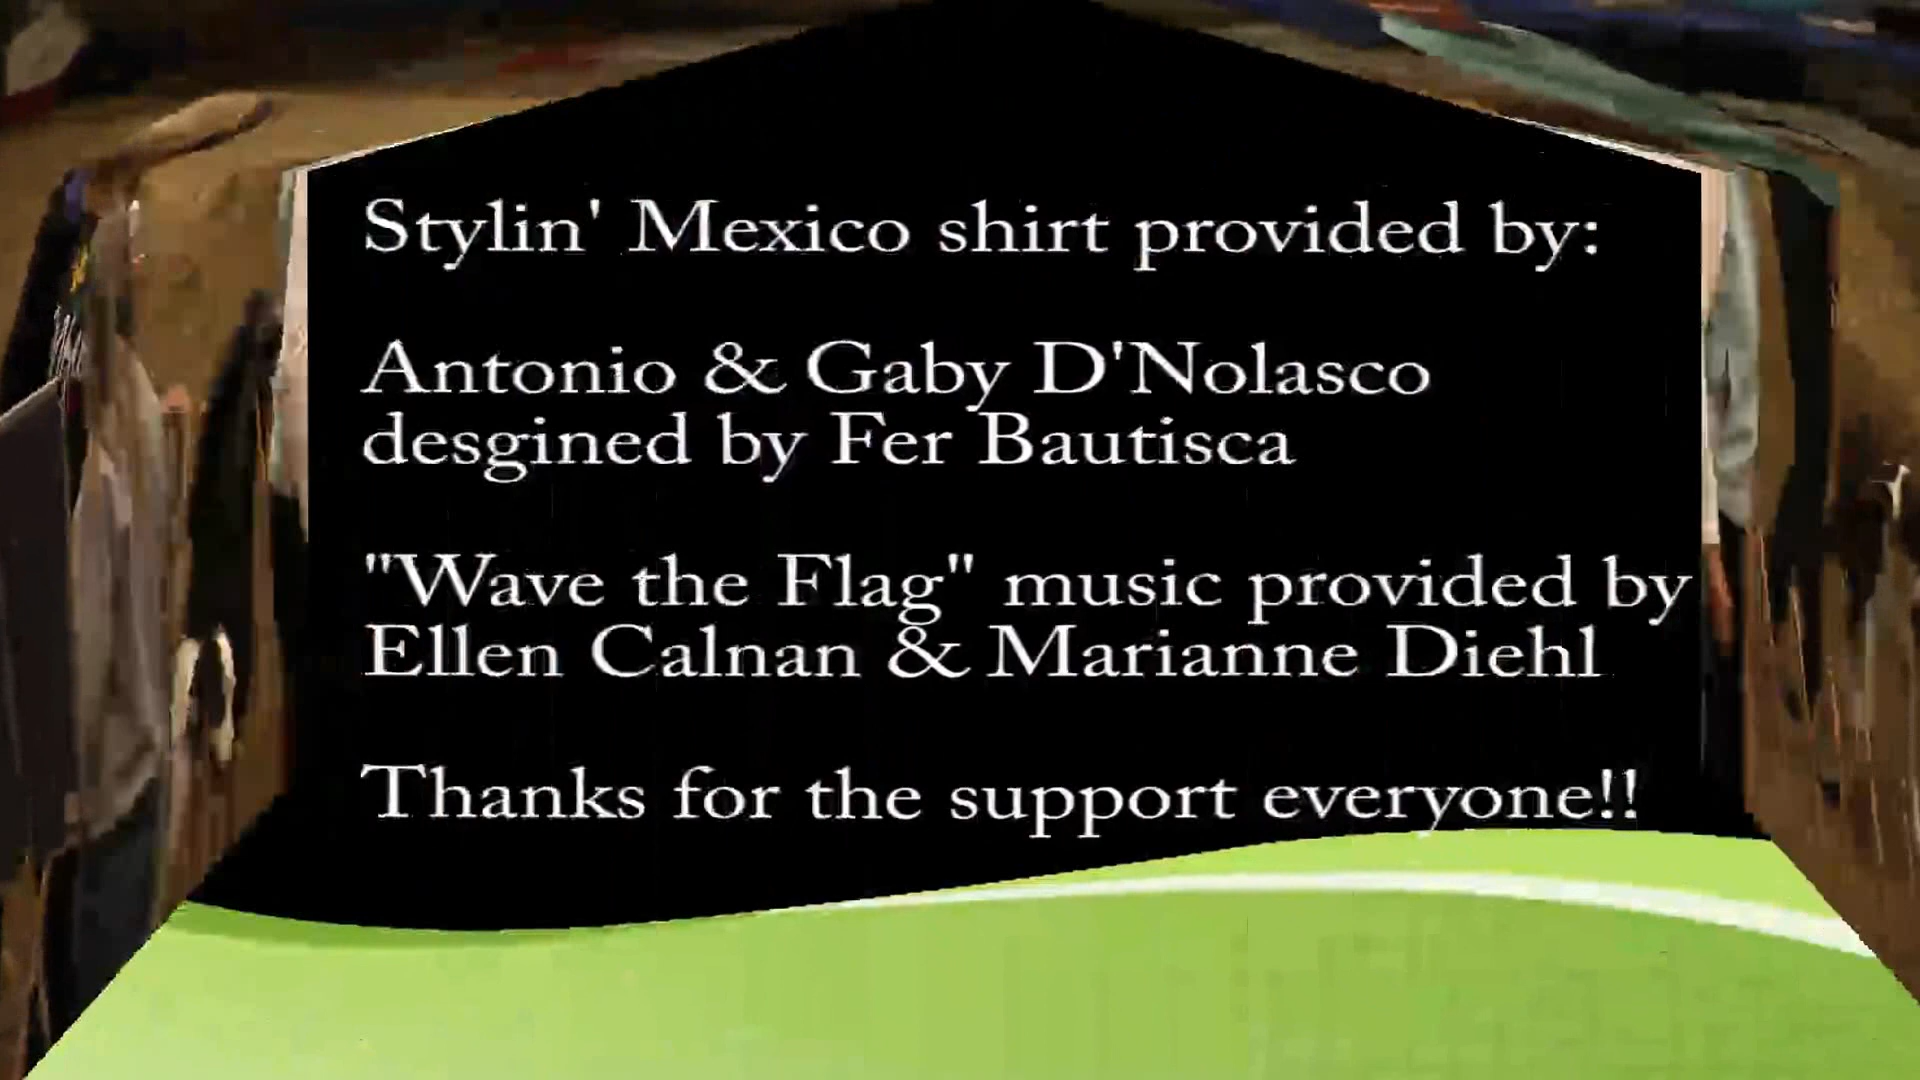 Stylin' Mexico shirt provided by:
Antonio & Gaby D'Nolasco
desgined by Fer Bautisca
"Wave the Flag" music provided by
Ellen Calnan & Marianne Diehl
Thanks for the support everyone!!